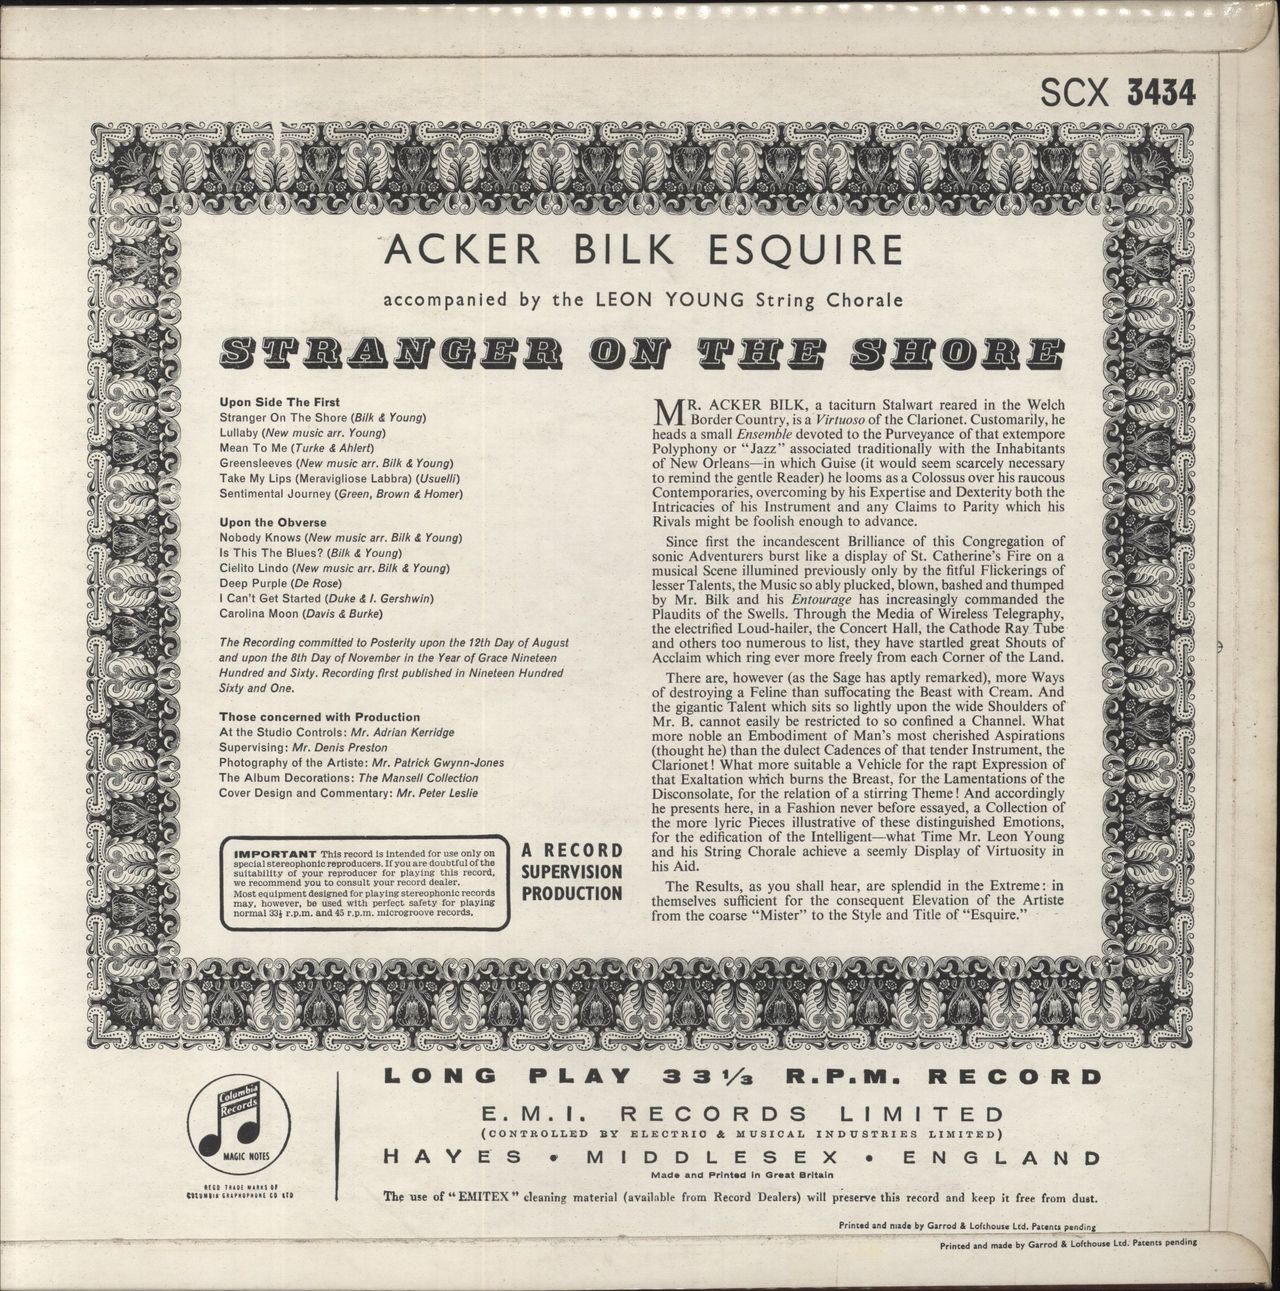 SCX 3434
ACKER BILK ESQUIRE
accompanied by the LEON YOUNG String Chorale
STRANGER ON THE SHORE
Upon Side The First
Stranger On The Shore (Bilk & Young)
Lullaby (New music arr. Young)
Mean To Me (Turke & Ahlert)
Greensleeves (New music arr. Bilk & Young)
Take My Lips (Meravigliose Labbra) (Usuelli)
Sentimental Journey (Green, Brown & Homer)
Upon the Obverse
Nobody Knows (New music arr. Bilk & Young)
Is This The Blues? (Bilk & Young)
Cielito Lindo (New music arr. Bilk & Young)
Deep Purple (De Rose)
I Can't Get Started (Duke & I. Gershwin)
Carolina Moon (Davis & Burke)
The Recording committed to Posterity upon the 12th Day of August
and upon the 8th Day of November in the Year of Grace Nineteen
Hundred and Sixty. Recording first published in Nineteen Hundred
Sixty and One.
Those concerned with Production
At the Studio Controls: Mr. Adrian Kerridge
Supervising: Mr. Denis Preston
Photography of the Artiste: Mr. Patrick Gwynn-Jones
The Album Decorations: The Mansell Collection
Cover Design and Commentary: Mr. Peter Leslie
IMPORTANT This record is intended for use only on
special stereophonic reproducers. If you are doubtful of the
suitability of your reproducer for playing this record,
we recommend you to consult your record dealer.
Most equipment designed for playing stereophonic records
may, however, be used with perfect safety for playing
normal 33⅓ r.p.m. and 45 r.p.m. microgroove records.
A RECORD
SUPERVISION
PRODUCTION
MR. ACKER BILK, a taciturn Stalwart reared in the Welch
Border Country, is a Virtuoso of the Clarionet. Customarily, he
heads a small Ensemble devoted to the Purveyance of that extempore
Polyphony or "Jazz" associated traditionally with the Inhabitants
of New Orleans—in which Guise (it would seem scarcely necessary
to remind the gentle Reader) he looms as a Colossus over his raucous
Contemporaries, overcoming by his Expertise and Dexterity both the
Intricacies of his Instrument and any Claims to Parity which his
Rivals might be foolish enough to advance.
Since first the incandescent Brilliance of this Congregation of
sonic Adventurers burst like a display of St. Catherine's Fire on a
musical Scene illumined previously only by the fitful Flickerings of
lesser Talents, the Music so ably plucked, blown, bashed and thumped
by Mr. Bilk and his Entourage has increasingly commanded the
Plaudits of the Swells. Through the Media of Wireless Telegraphy,
the electrified Loud-hailer, the Concert Hall, the Cathode Ray Tube
and others too numerous to list, they have startled great Shouts of
Acclaim which ring ever more freely from each Corner of the Land.
There are, however (as the Sage has aptly remarked), more Ways
of destroying a Feline than suffocating the Beast with Cream. And
the gigantic Talent which sits so lightly upon the wide Shoulders of
Mr. B. cannot easily be restricted to so confined a Channel. What
more noble an Embodiment of Man's most cherished Aspirations
(thought he) than the dulect Cadences of that tender Instrument, the
Clarionet! What more suitable a Vehicle for the rapt Expression of
that Exaltation which burns the Breast, for the Lamentations of the
Disconsolate, for the relation of a stirring Theme! And accordingly
he presents here, in a Fashion never before essayed, a Collection of
the more lyric Pieces illustrative of these distinguished Emotions,
for the edification of the Intelligent—what Time Mr. Leon Young
and his String Chorale achieve a seemly Display of Virtuosity in
his Aid.
The Results, as you shall hear, are splendid in the Extreme: in
themselves sufficient for the consequent Elevation of the Artiste
from the coarse "Mister" to the Style and Title of "Esquire."
Columbia
Records
MAGIC NOTES
REGD TRADE MARKS OF
COLUMBIA GRAPHOPHONE CO LTD
LONG PLAY 33 1/3 R.P.M. RECORD
E.M.I. RECORDS LIMITED
(CONTROLLED BY ELECTRIC & MUSICAL INDUSTRIES LIMITED)
HAYES • MIDDLESEX • ENGLAND
Made and Printed in Great Britain
The use of "EMITEX" cleaning material (available from Record Dealers) will preserve this record and keep it free from dust.
Printed and made by Garrod & Lofthouse Ltd. Patents pending
Printed and made by Garrod & Lofthouse Ltd. Patents pending